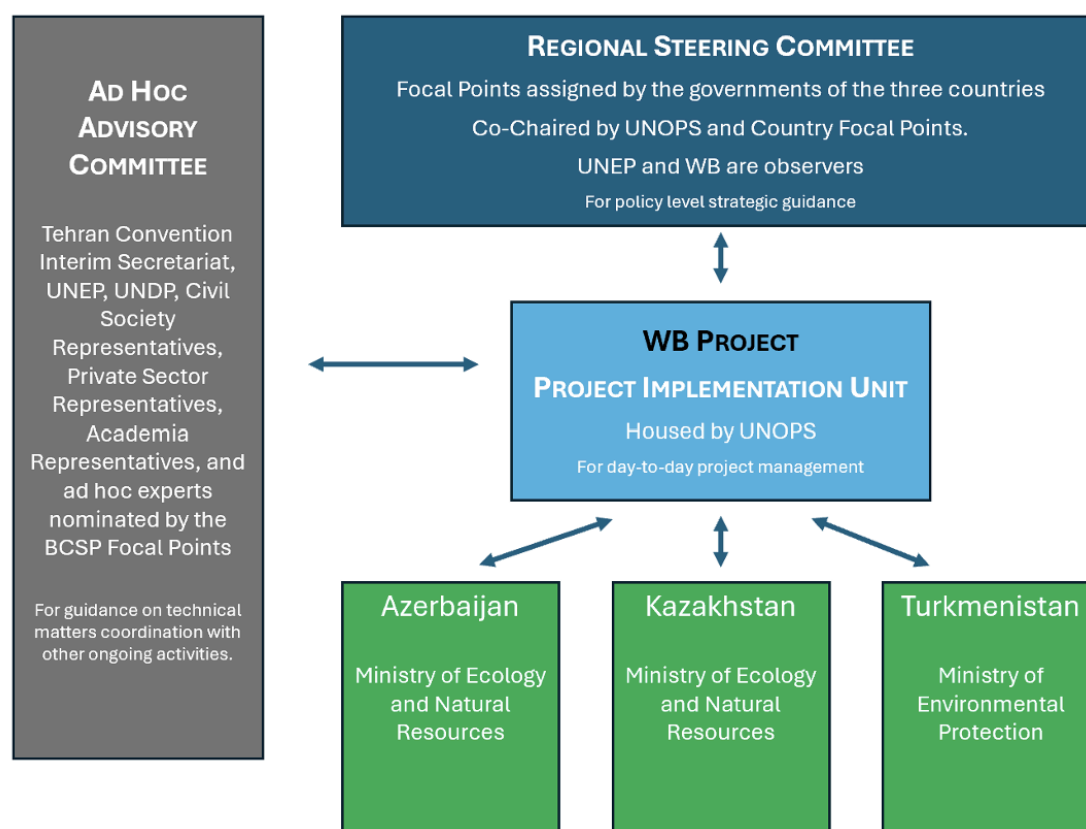 AD HOC
ADVISORY
COMMITTEE
Tehran Convention
Interim Secretariat,
UNEP, UNDP, Civil
Society
Representatives,
Private Sector
Representatives,
Academia
Representatives, and
ad hoc experts
nominated by the
BCSP Focal Points
For guidance on technical
matters coordination with
other ongoing activities.
REGIONAL STEERING COMMITTEE
Focal Points assigned by the governments of the three countries
Co-Chaired by UNOPS and Country Focal Points.
UNEP and WB are observers
For policy level strategic guidance
WB PROJECT
PROJECT IMPLEMENTATION UNIT
Housed by UNOPS
For day-to-day project management
Azerbaijan
Ministry of Ecology
and Natural
Resources
Kazakhstan
Ministry of Ecology
and Natural
Resources
Turkmenistan
Ministry of
Environmental
Protection